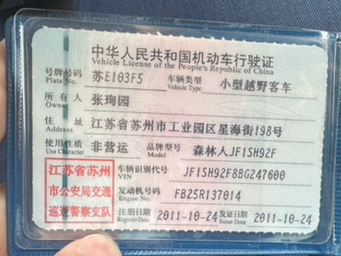 中华人民共和国机动车行驶证
Vehicle License of the People's Republic of China
号牌号码 Plate No. 苏E103F5 车辆类型 Vehicle Type 小型越野客车
所有人 Owner 张珣园
住址 Address 江苏省苏州市工业园区星海街198号
使用性质 Use Character 非营运 品牌型号 Model 森林人JF1SH92F
江苏省苏州 车辆识别代号 VIN JF1SH92F8BG247600
市公安局交通 发动机号码 Engine No. FB25R137014
巡逻警察支队 注册日期 Register Date 2011-10-24 发证日期 Issue Date 2011-10-24